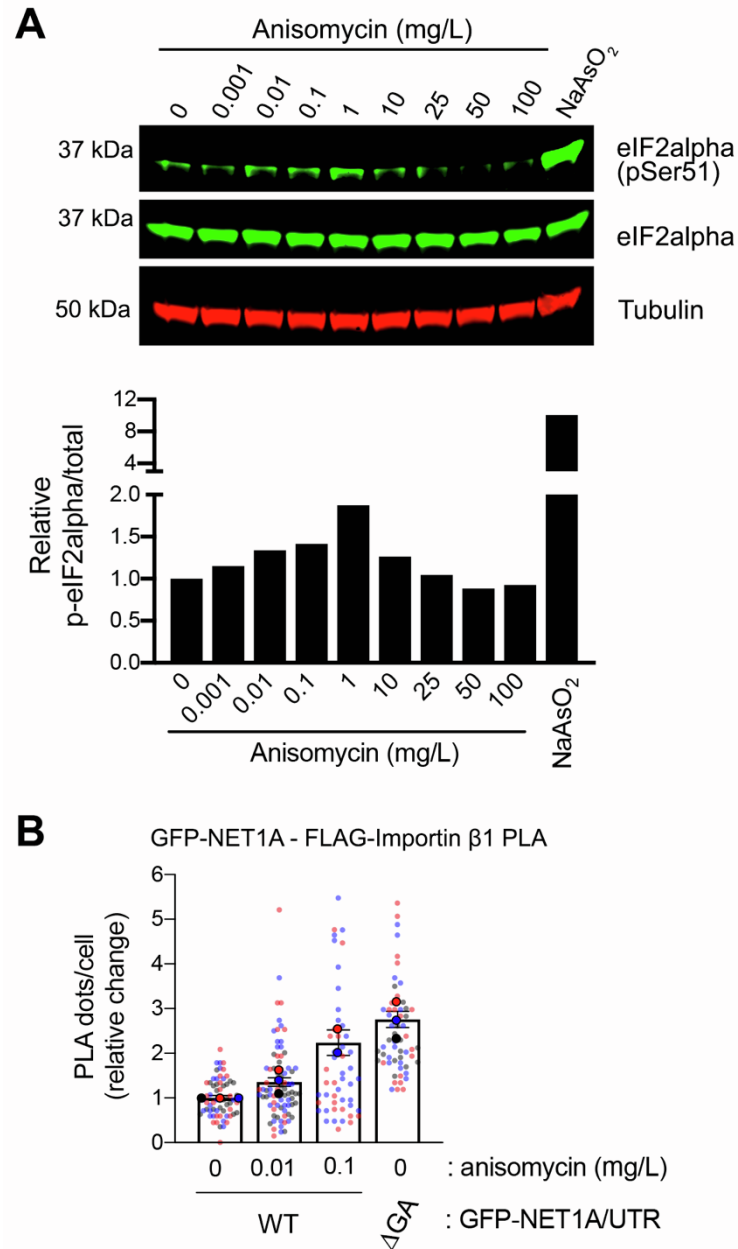 A
Anisomycin (mg/L)
0 0.001 0.01 0.1 1 10 25 50 100 NaAsO₂
37 kDa eIF2alpha
(pSer51)
37 kDa eIF2alpha
50 kDa Tubulin
12
8
4
2.0
1.5
1.0
0.5
0.0
Relative
p-eIF2alpha/total
0 0.001 0.01 0.1 1 10 25 50 100 NaAsO₂
Anisomycin (mg/L)
B
GFP-NET1A - FLAG-Importin β1 PLA
6
5
4
3
2
1
0
PLA dots/cell
(relative change)
0 0.01 0.1 0 : anisomycin (mg/L)
WT ΔGA : GFP-NET1A/UTR